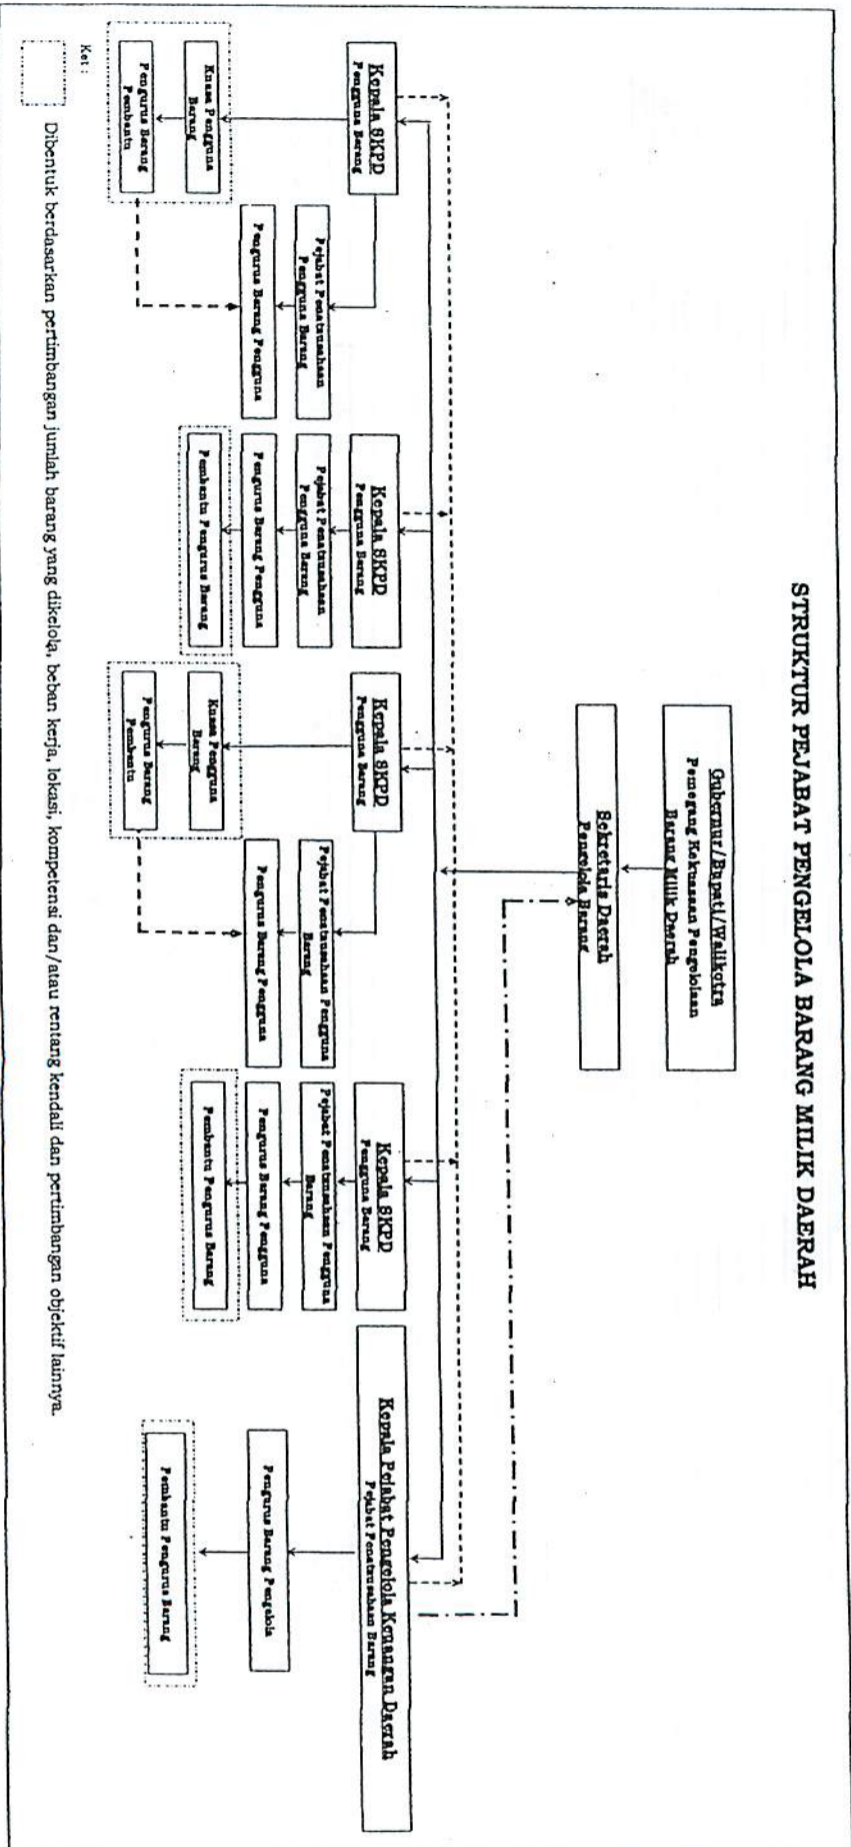 STRUKTUR PEJABAT PENGELOLA BARANG MILIK DAERAH
Gubernur/Bupati/Walikotra
Pemegang Kekuasaan Pengelolaan
Barang Milik Daerah
Sekretaris Daerah
Pengelola Barang
Kepala SKPD
Pengguna Barang
Kepala SKPD
Pengguna Barang
Kepala SKPD
Pengguna Barang
Kepala SKPD
Pengguna Barang
Kepala Pejabat Pengelola Keuangan Daerah
Pejabat Penatausahaan Barang
Pejabat Penatausahaan
Pengguna Barang
Pejabat Penatausahaan
Pengguna Barang
Pejabat Penatausahaan Pengguna
Barang
Pejabat Penatausahaan Pengguna
Barang
Pengurus Barang Pengguna
Pengurus Barang Pengguna
Pengurus Barang Pengguna
Pengurus Barang Pengguna
Pengurus Barang Pengelola
Kuasa Pengguna
Barang
Pembantu Pengurus Barang
Kuasa Pengguna
Barang
Pembantu Pengurus Barang
Pembantu Pengurus Barang
Pengurus Barang
Pembantu
Pengurus Barang
Pembantu
Ket :
Dibentuk berdasarkan pertimbangan jumlah barang yang dikelola, beban kerja, lokasi, kompetensi dan/atau rentang kendali dan pertimbangan objektif lainnya.